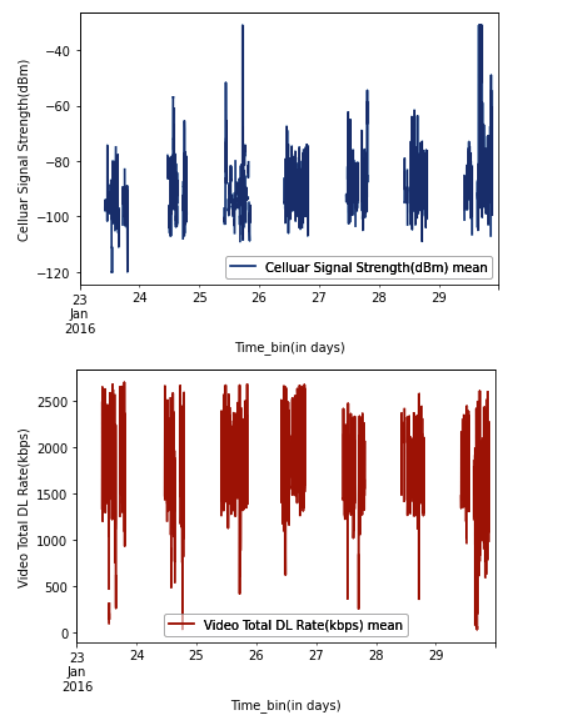 Celluar Signal Strength(dBm)
−40
−60
−80
−100
−120
Celluar Signal Strength(dBm) mean
23 24 25 26 27 28 29
Jan
2016
Time_bin(in days)
Video Total DL Rate(kbps)
2500
2000
1500
1000
500
0
Video Total DL Rate(kbps) mean
23 24 25 26 27 28 29
Jan
2016
Time_bin(in days)